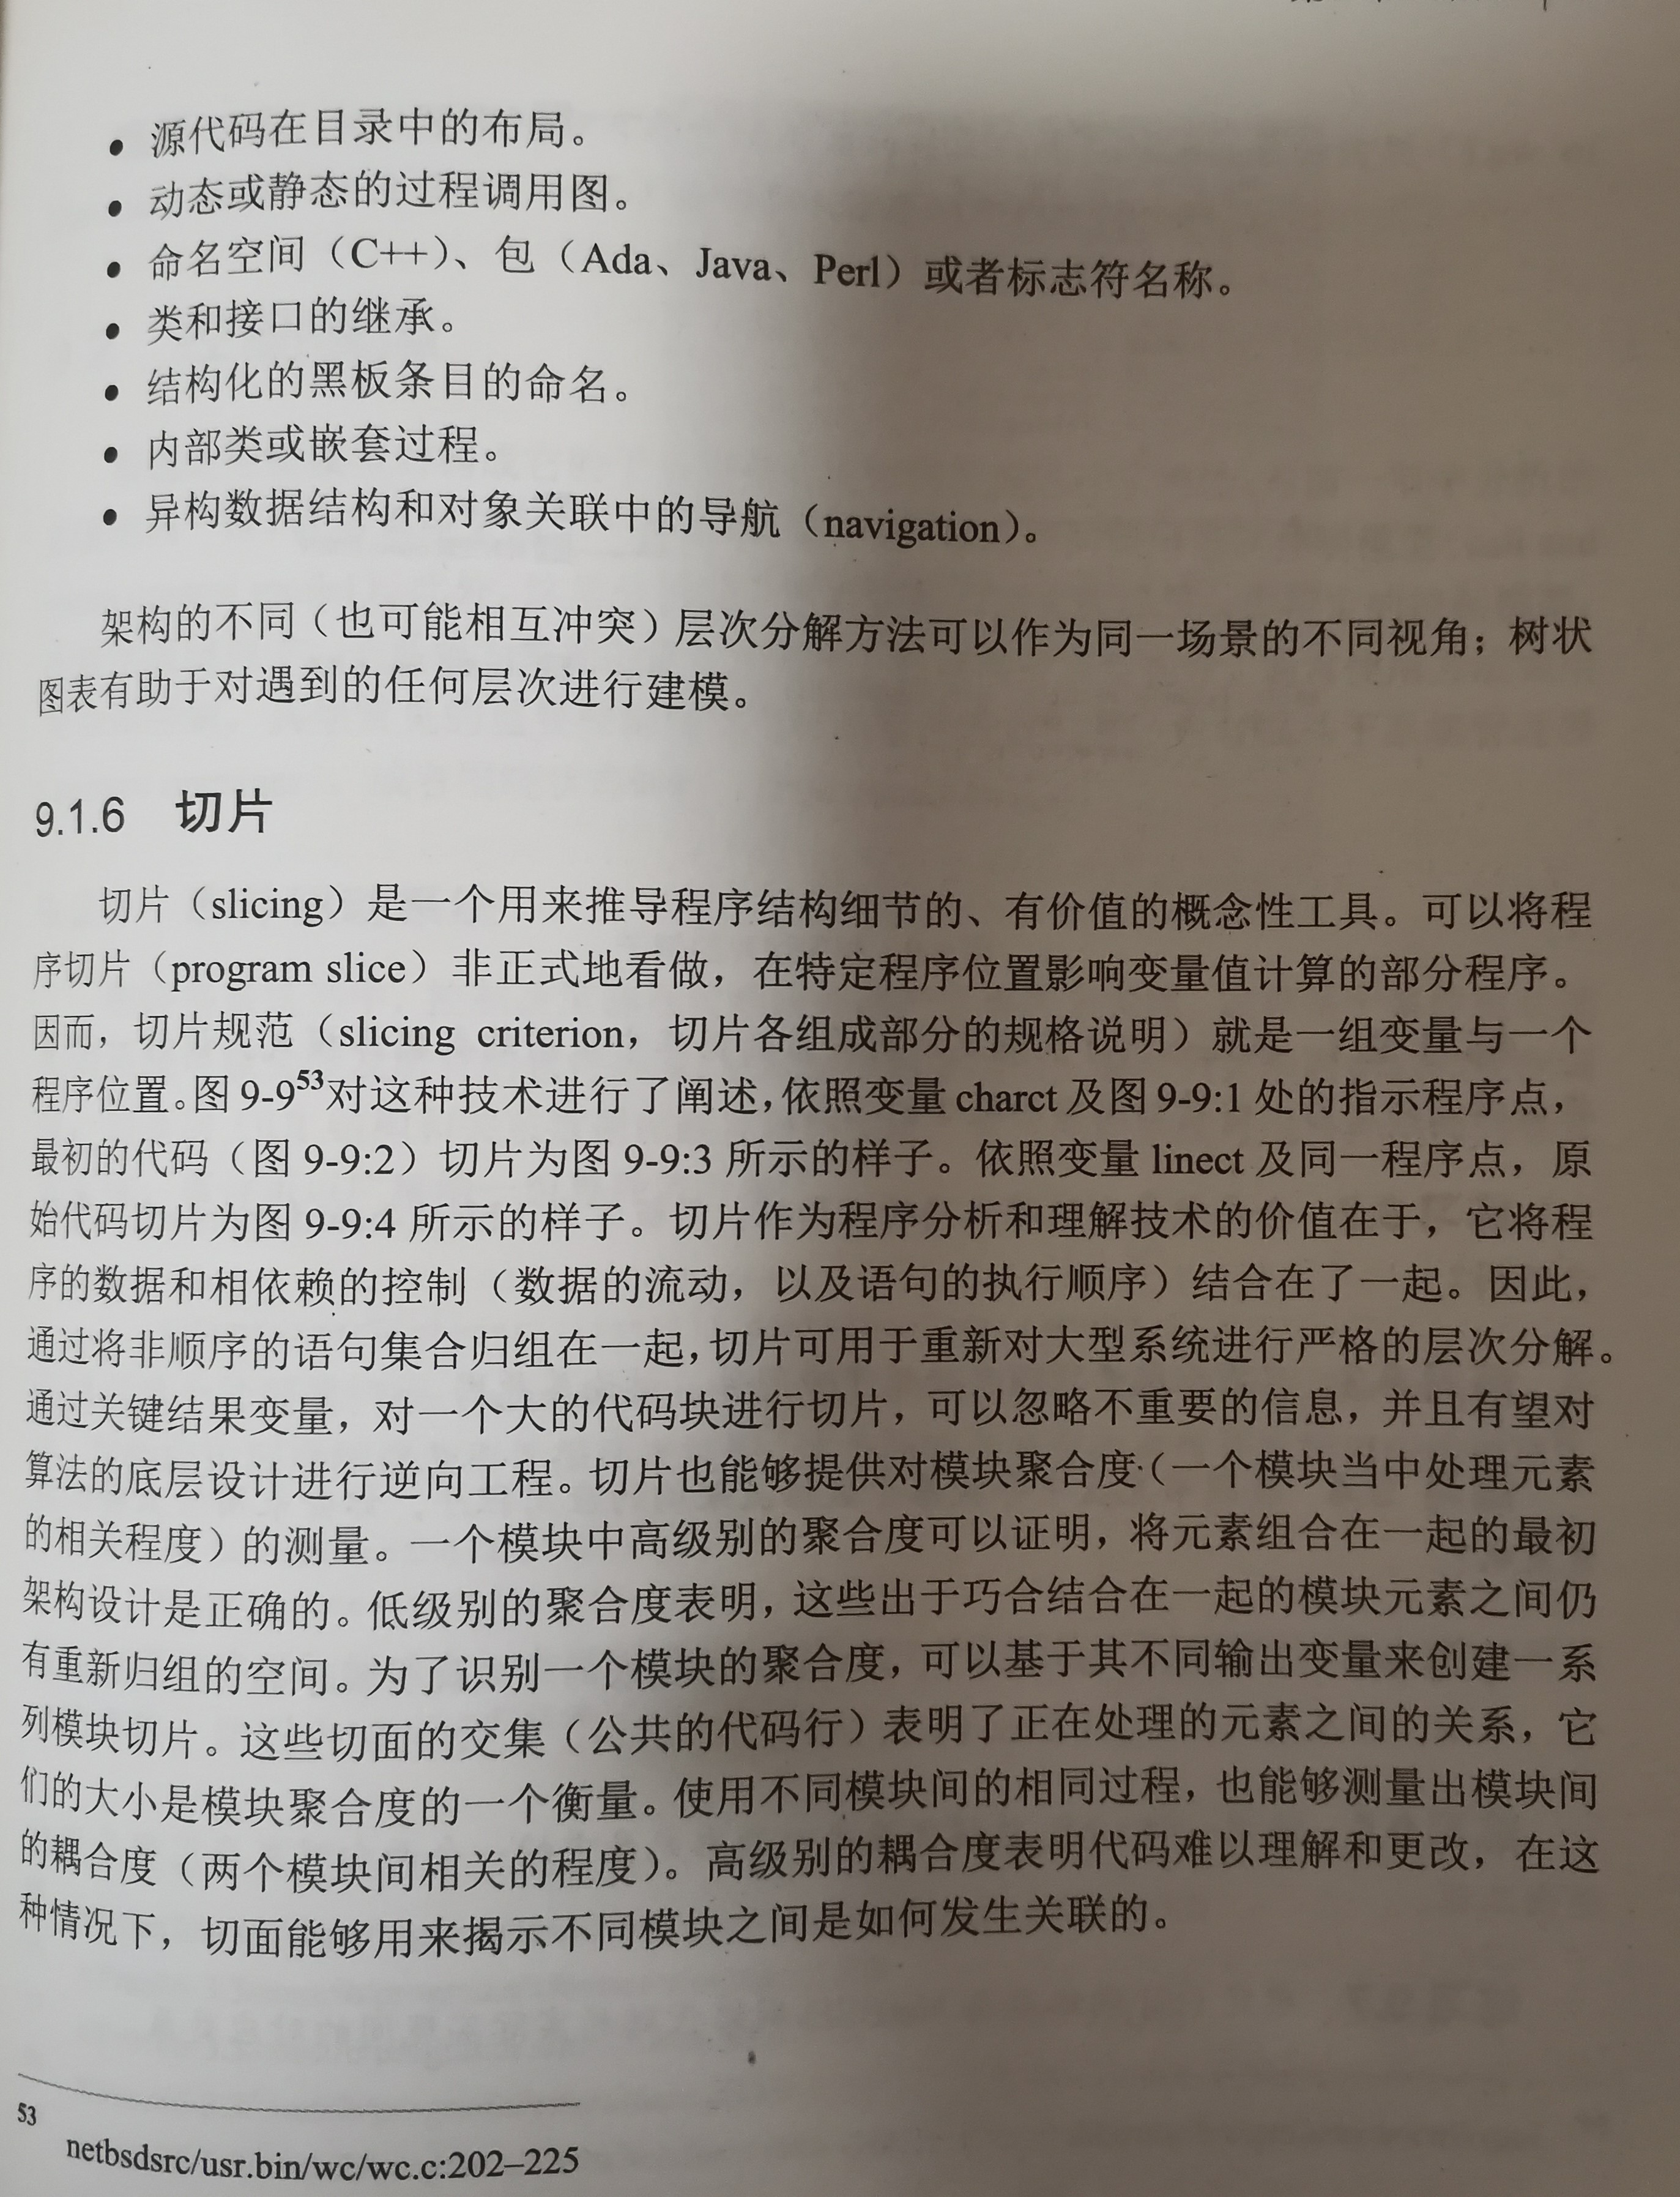 • 源代码在目录中的布局。
• 动态或静态的过程调用图。
• 命名空间（C++）、包（Ada、Java、Perl）或者标志符名称。
• 类和接口的继承。
• 结构化的黑板条目的命名。
• 内部类或嵌套过程。
• 异构数据结构和对象关联中的导航（navigation）。
架构的不同（也可能相互冲突）层次分解方法可以作为同一场景的不同视角；树状
图表有助于对遇到的任何层次进行建模。
9.1.6 切片
切片（slicing）是一个用来推导程序结构细节的、有价值的概念性工具。可以将程
序切片（program slice）非正式地看做，在特定程序位置影响变量值计算的部分程序。
因而，切片规范（slicing criterion，切片各组成部分的规格说明）就是一组变量与一个
程序位置。图 9-9⁵³对这种技术进行了阐述，依照变量 charct 及图 9-9:1 处的指示程序点，
最初的代码（图 9-9:2）切片为图 9-9:3 所示的样子。依照变量 linect 及同一程序点，原
始代码切片为图 9-9:4 所示的样子。切片作为程序分析和理解技术的价值在于，它将程
序的数据和相依赖的控制（数据的流动，以及语句的执行顺序）结合在了一起。因此，
通过将非顺序的语句集合归组在一起，切片可用于重新对大型系统进行严格的层次分解。
通过关键结果变量，对一个大的代码块进行切片，可以忽略不重要的信息，并且有望对
算法的底层设计进行逆向工程。切片也能够提供对模块聚合度（一个模块当中处理元素
的相关程度）的测量。一个模块中高级别的聚合度可以证明，将元素组合在一起的最初
架构设计是正确的。低级别的聚合度表明，这些出于巧合结合在一起的模块元素之间仍
有重新归组的空间。为了识别一个模块的聚合度，可以基于其不同输出变量来创建一系
列模块切片。这些切面的交集（公共的代码行）表明了正在处理的元素之间的关系，它
们的大小是模块聚合度的一个衡量。使用不同模块间的相同过程，也能够测量出模块间
的耦合度（两个模块间相关的程度）。高级别的耦合度表明代码难以理解和更改，在这
种情况下，切面能够用来揭示不同模块之间是如何发生关联的。
53 netbsdsrc/usr.bin/wc/wc.c:202–225